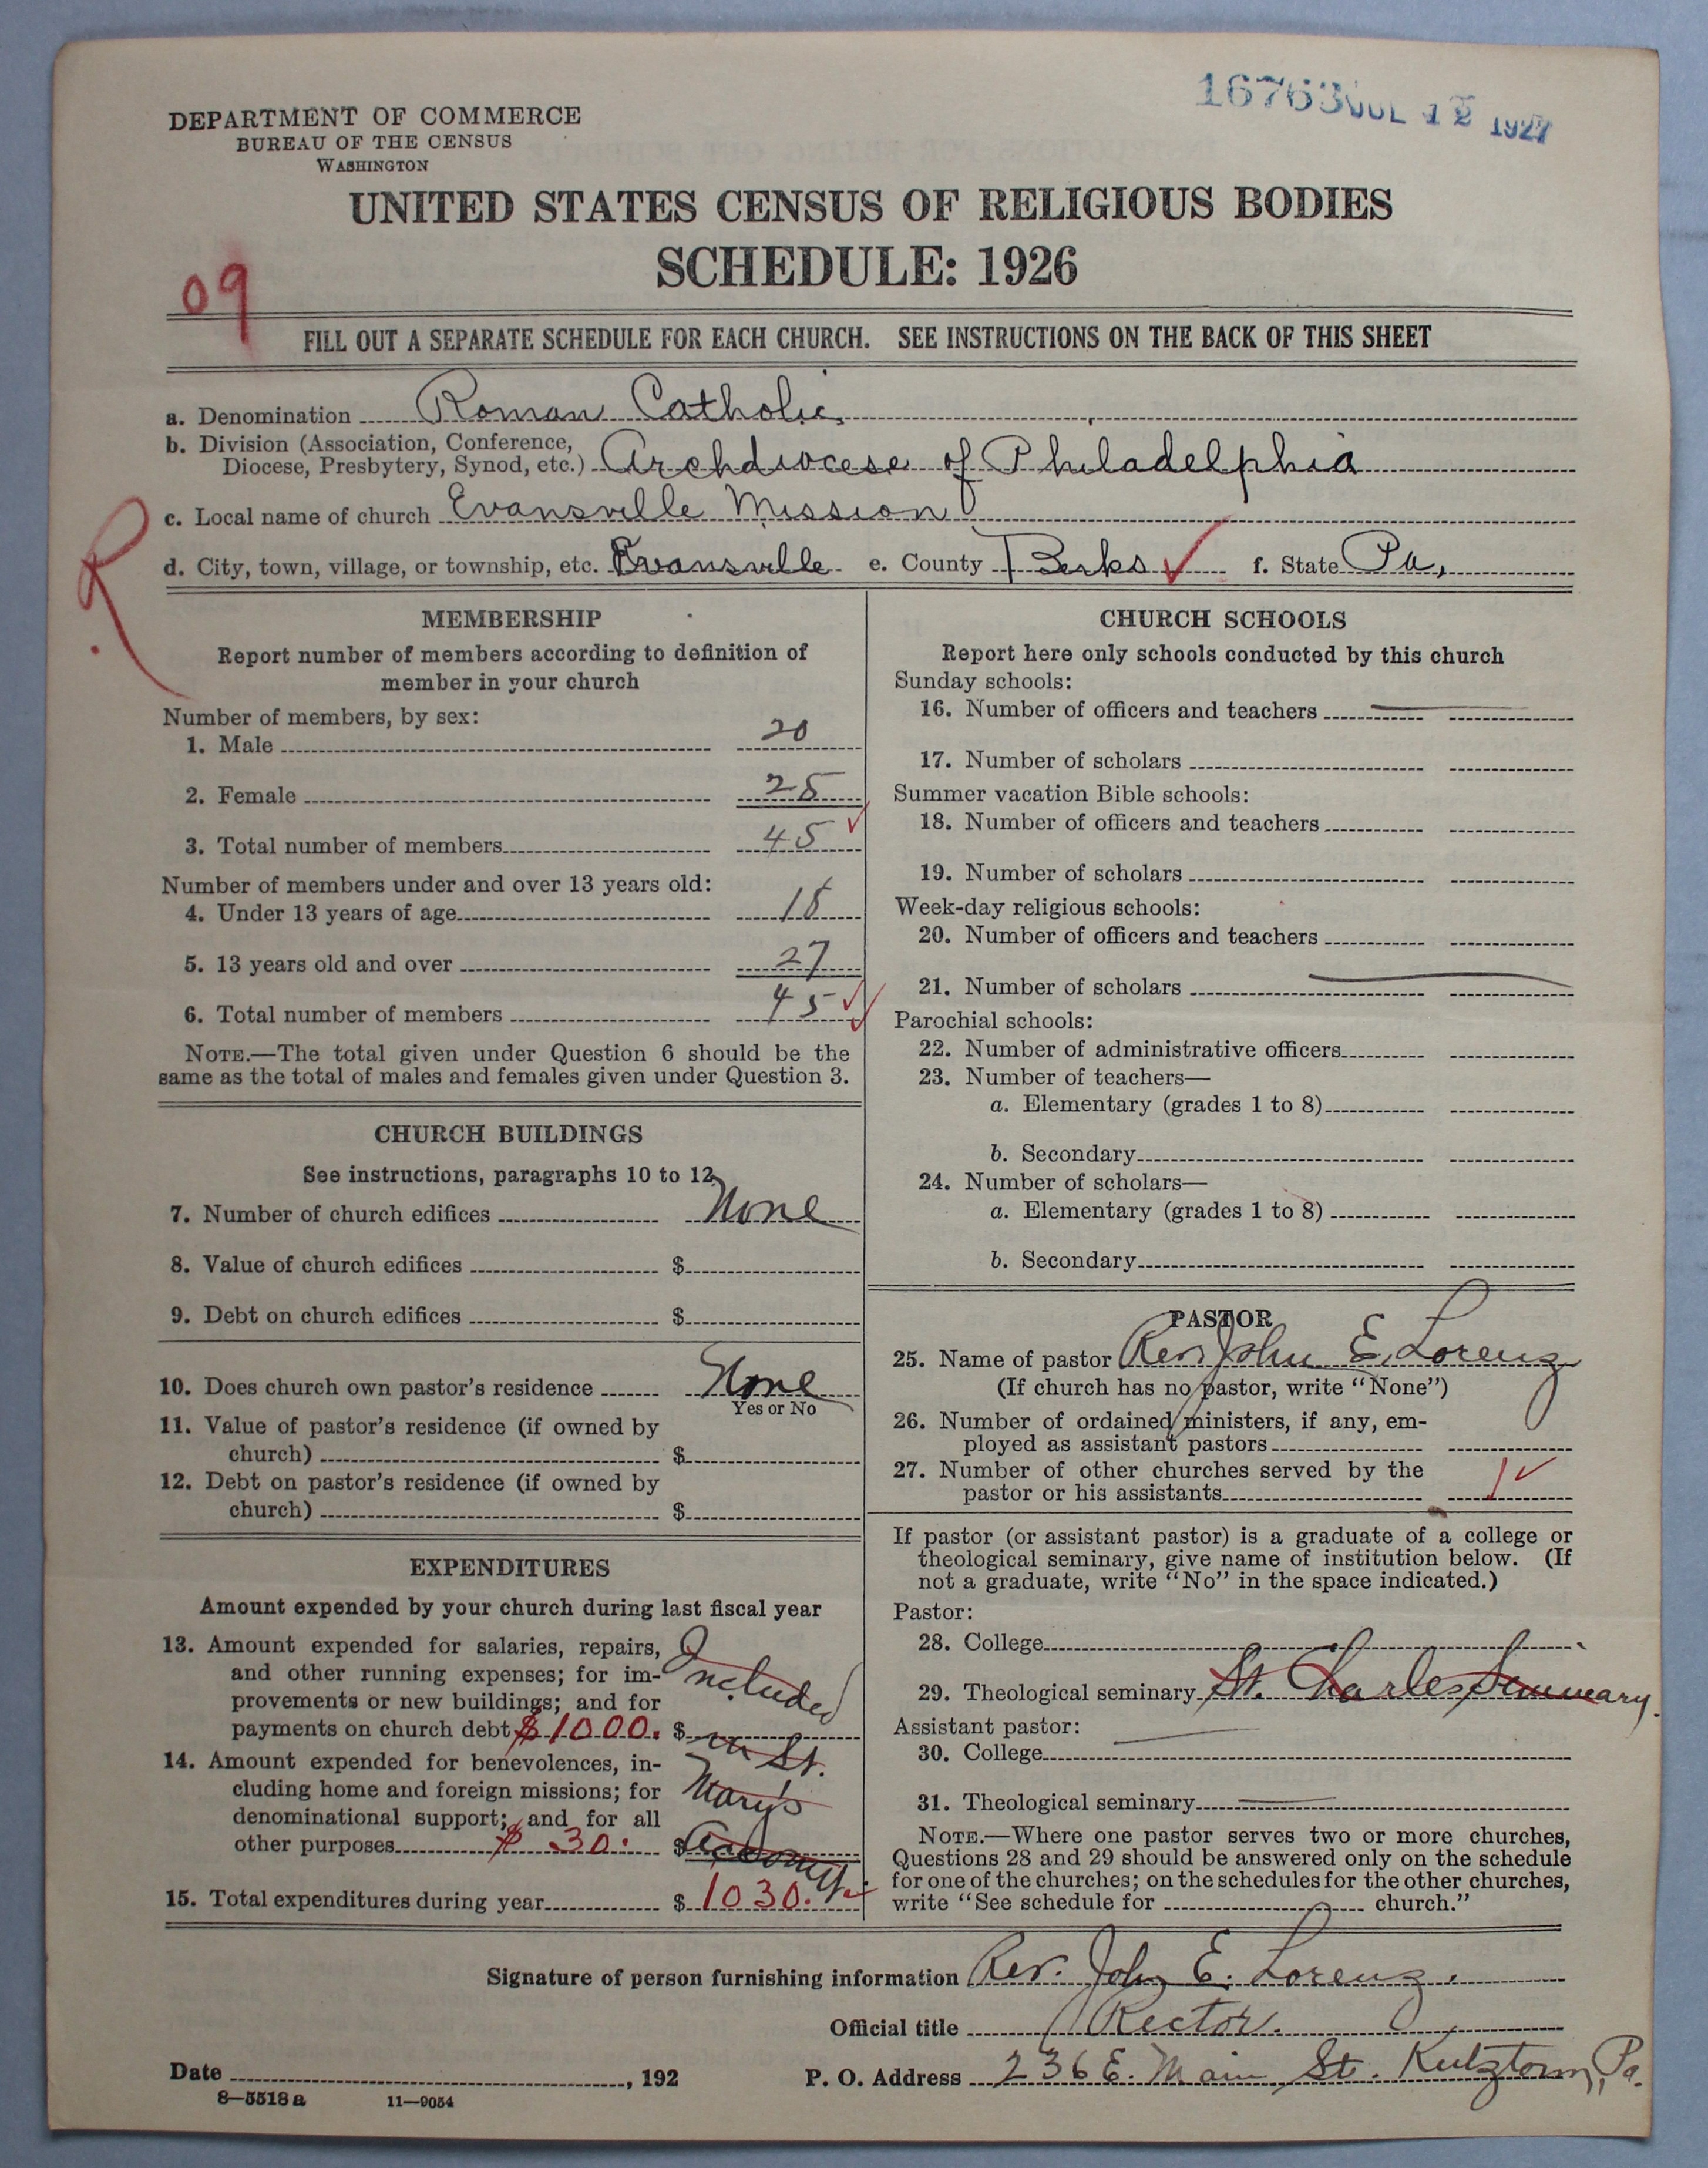 16763 JUL 12 1927
DEPARTMENT OF COMMERCE
BUREAU OF THE CENSUS
WASHINGTON
UNITED STATES CENSUS OF RELIGIOUS BODIES
SCHEDULE: 1926
09
FILL OUT A SEPARATE SCHEDULE FOR EACH CHURCH. SEE INSTRUCTIONS ON THE BACK OF THIS SHEET
a. Denomination Roman Catholic,
b. Division (Association, Conference,
Diocese, Presbytery, Synod, etc.) Archdiocese of Philadelphia
c. Local name of church Evansville Mission
R
d. City, town, village, or township, etc. Evansville e. County Berks ✓ f. State Pa,
MEMBERSHIP
Report number of members according to definition of
member in your church
Number of members, by sex:
1. Male 20
2. Female 25
3. Total number of members 45 ✓
Number of members under and over 13 years old:
4. Under 13 years of age 18
5. 13 years old and over 27
6. Total number of members 45 ✓ ✓
NOTE.—The total given under Question 6 should be the
same as the total of males and females given under Question 3.
CHURCH BUILDINGS
See instructions, paragraphs 10 to 12
7. Number of church edifices None
8. Value of church edifices $
9. Debt on church edifices $
10. Does church own pastor's residence None
Yes or No
11. Value of pastor's residence (if owned by
church) $
12. Debt on pastor's residence (if owned by
church) $
EXPENDITURES
Amount expended by your church during last fiscal year
13. Amount expended for salaries, repairs,
and other running expenses; for im- Included
provements or new buildings; and for
payments on church debt $1000. $ in St.
14. Amount expended for benevolences, in-
cluding home and foreign missions; for Mary's
denominational support; and for all
other purposes $ 30. $
15. Total expenditures during year $ 1030.
CHURCH SCHOOLS
Report here only schools conducted by this church
Sunday schools:
16. Number of officers and teachers
17. Number of scholars
Summer vacation Bible schools:
18. Number of officers and teachers
19. Number of scholars
Week-day religious schools:
20. Number of officers and teachers
21. Number of scholars
Parochial schools:
22. Number of administrative officers
23. Number of teachers—
a. Elementary (grades 1 to 8)
b. Secondary
24. Number of scholars—
a. Elementary (grades 1 to 8)
b. Secondary
PASTOR
25. Name of pastor Rev. John E. Lorenz
(If church has no pastor, write "None")
26. Number of ordained ministers, if any, em-
ployed as assistant pastors
27. Number of other churches served by the
pastor or his assistants 1 ✓
If pastor (or assistant pastor) is a graduate of a college or
theological seminary, give name of institution below. (If
not a graduate, write "No" in the space indicated.)
Pastor:
28. College
29. Theological seminary St. Charles Seminary.
Assistant pastor:
30. College
31. Theological seminary
NOTE.—Where one pastor serves two or more churches,
Questions 28 and 29 should be answered only on the schedule
for one of the churches; on the schedules for the other churches,
write "See schedule for church."
Signature of person furnishing information Rev. John E. Lorenz.
Official title Rector.
Date , 192 P. O. Address 236 E. Main St. Kutztown, Pa.
8—5518 a 11—9054